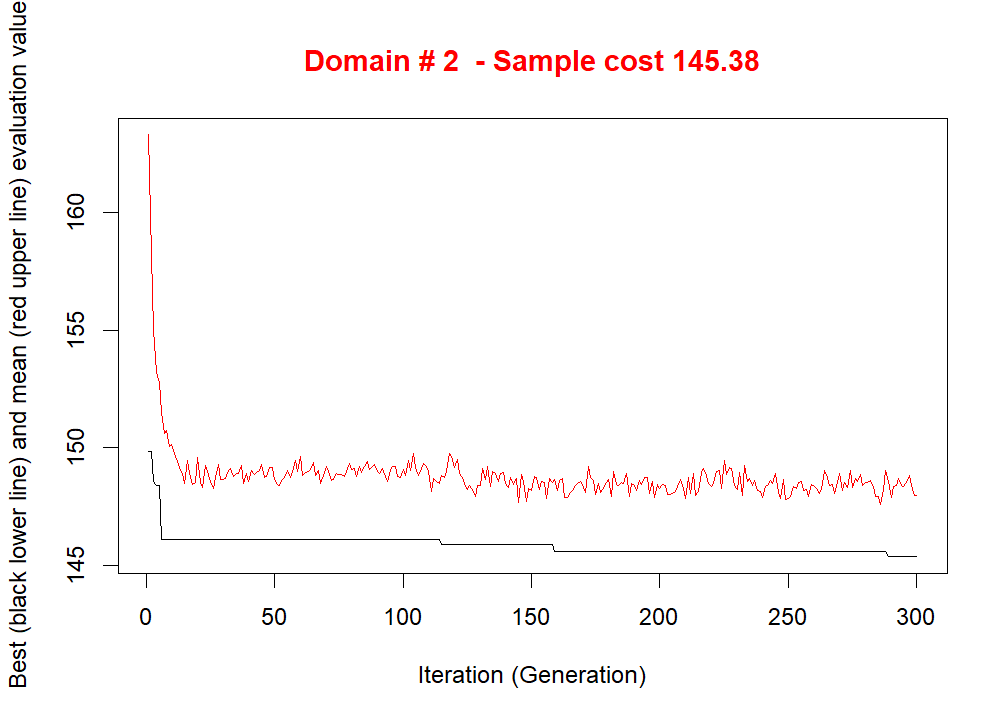 Domain # 2  - Sample cost 145.38
Best (black lower line) and mean (red upper line) evaluation value
160
155
150
145
0 50 100 150 200 250 300
Iteration (Generation)